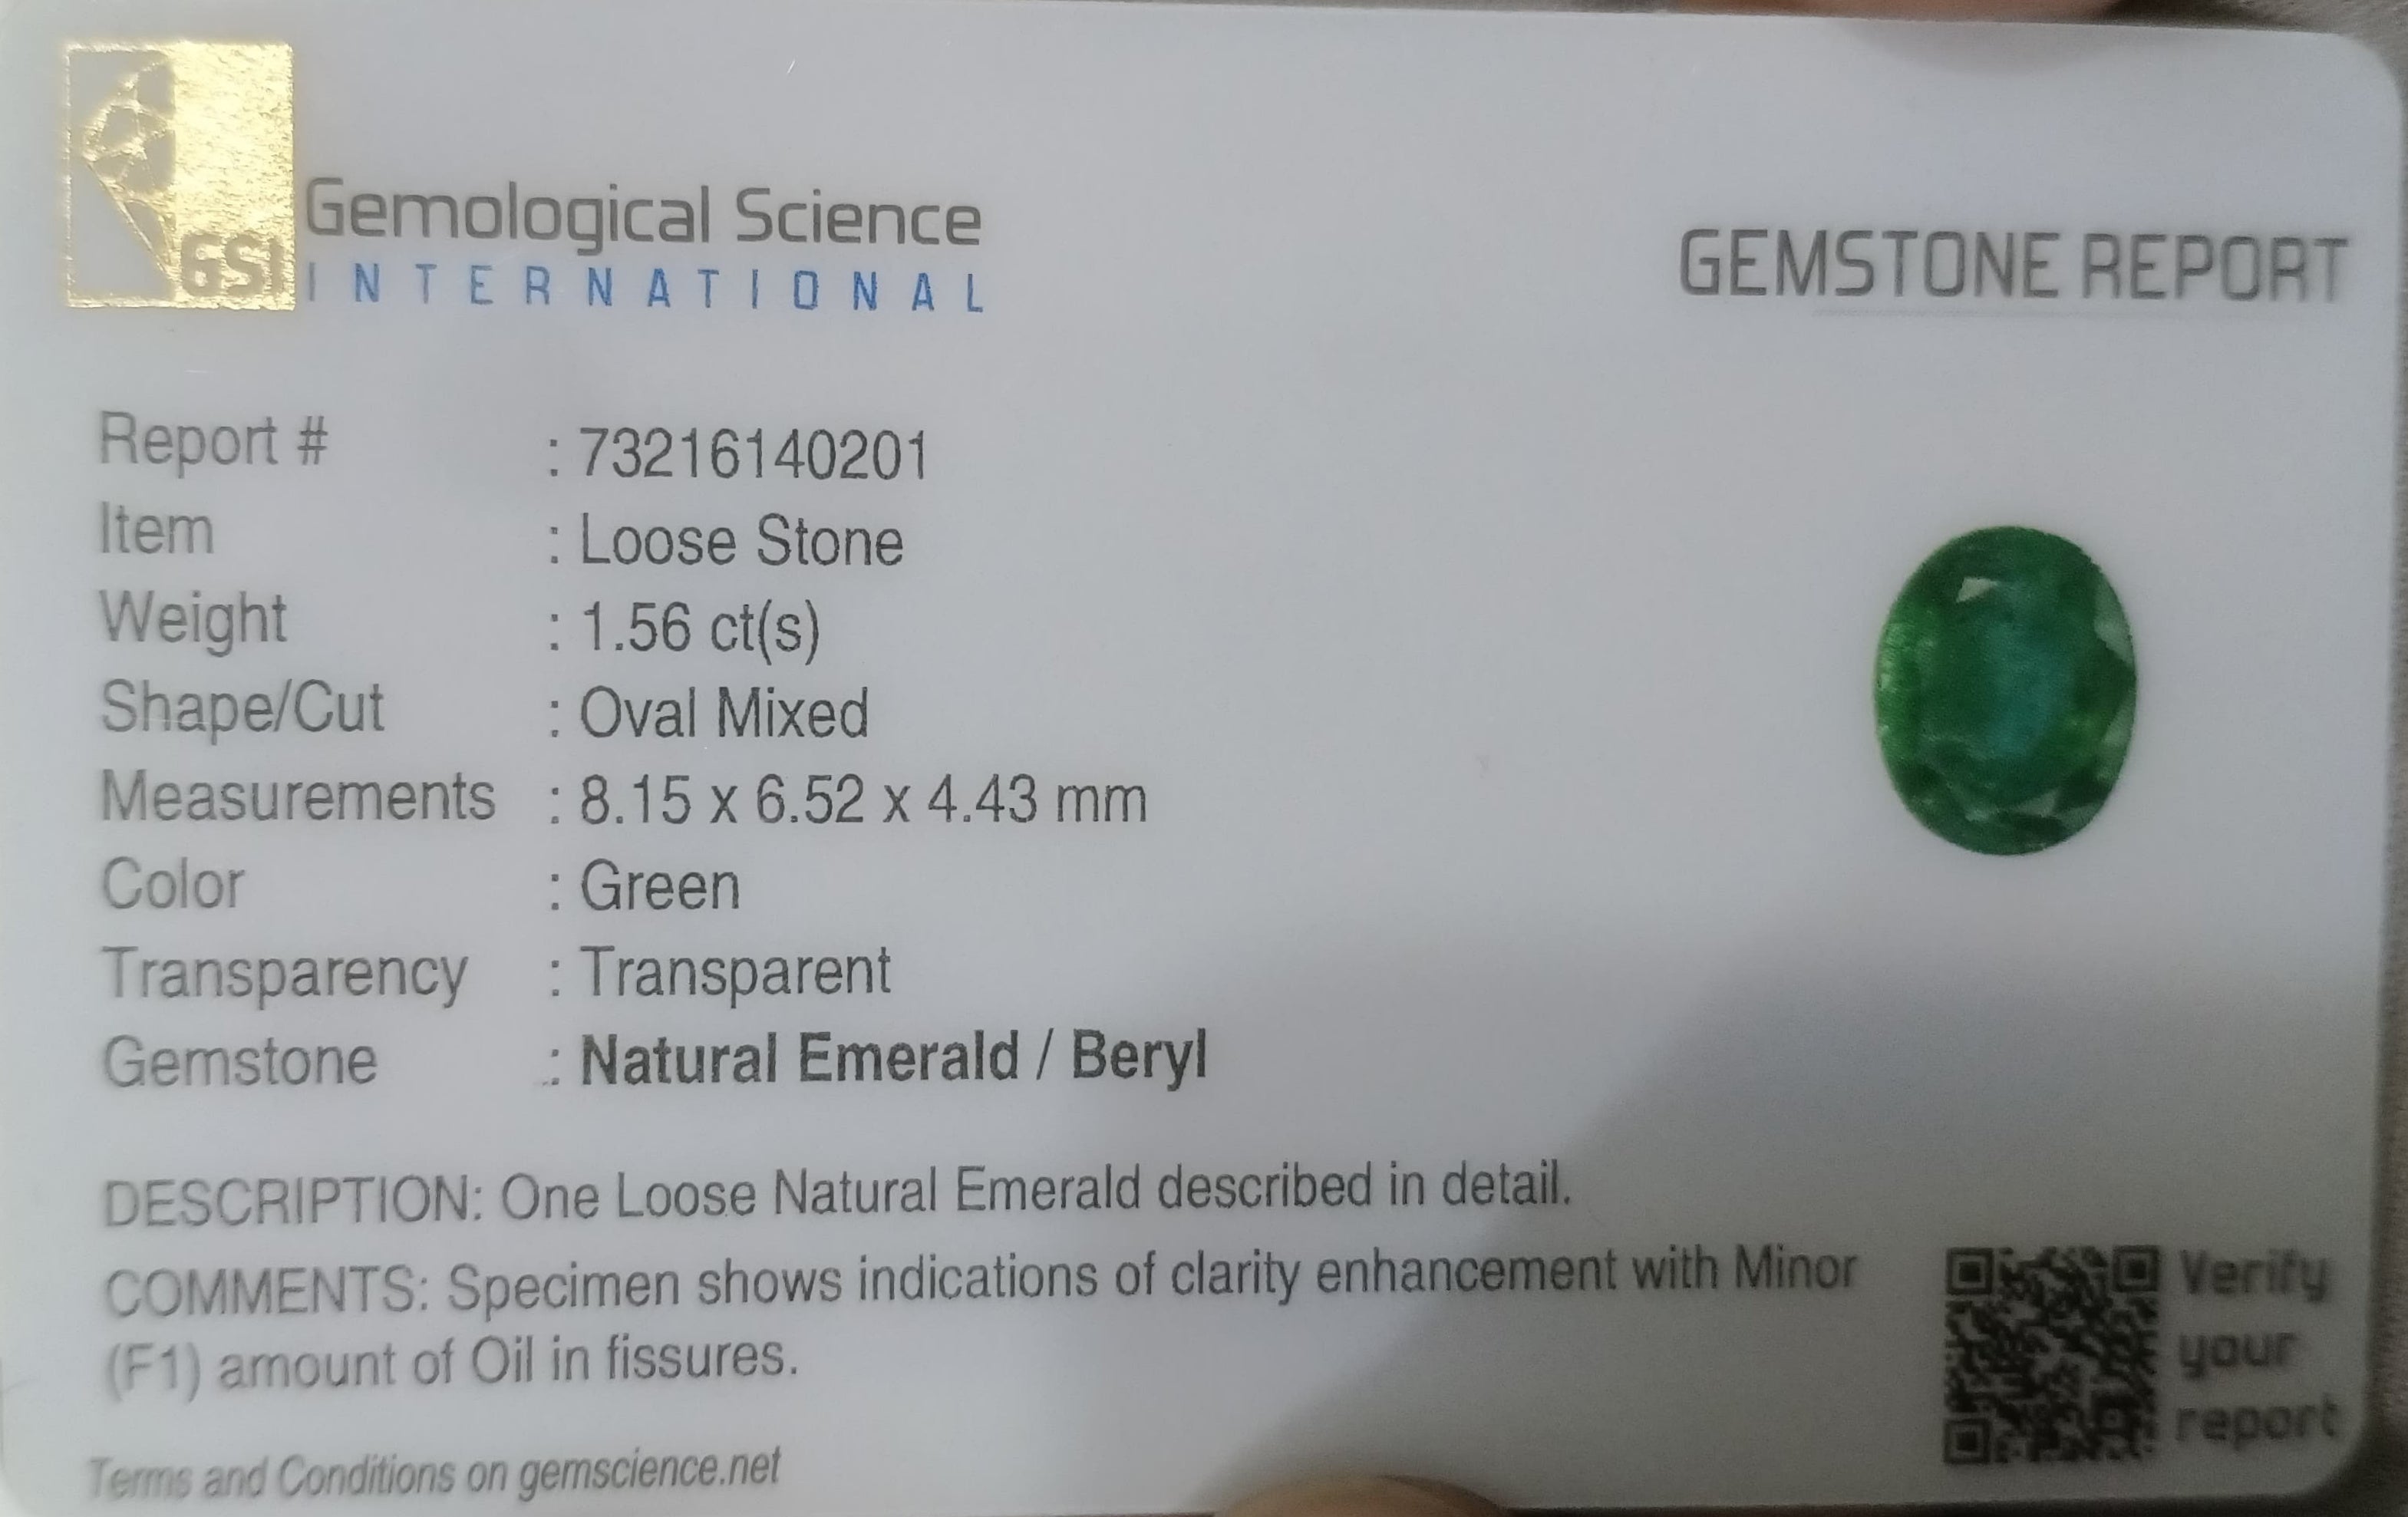 GSI
Gemological Science
INTERNATIONAL
GEMSTONE REPORT
Report # : 73216140201
Item : Loose Stone
Weight : 1.56 ct(s)
Shape/Cut : Oval Mixed
Measurements : 8.15 x 6.52 x 4.43 mm
Color : Green
Transparency : Transparent
Gemstone : Natural Emerald / Beryl
DESCRIPTION: One Loose Natural Emerald described in detail.
COMMENTS: Specimen shows indications of clarity enhancement with Minor
(F1) amount of Oil in fissures.
Verify
your
report
Terms and Conditions on gemscience.net